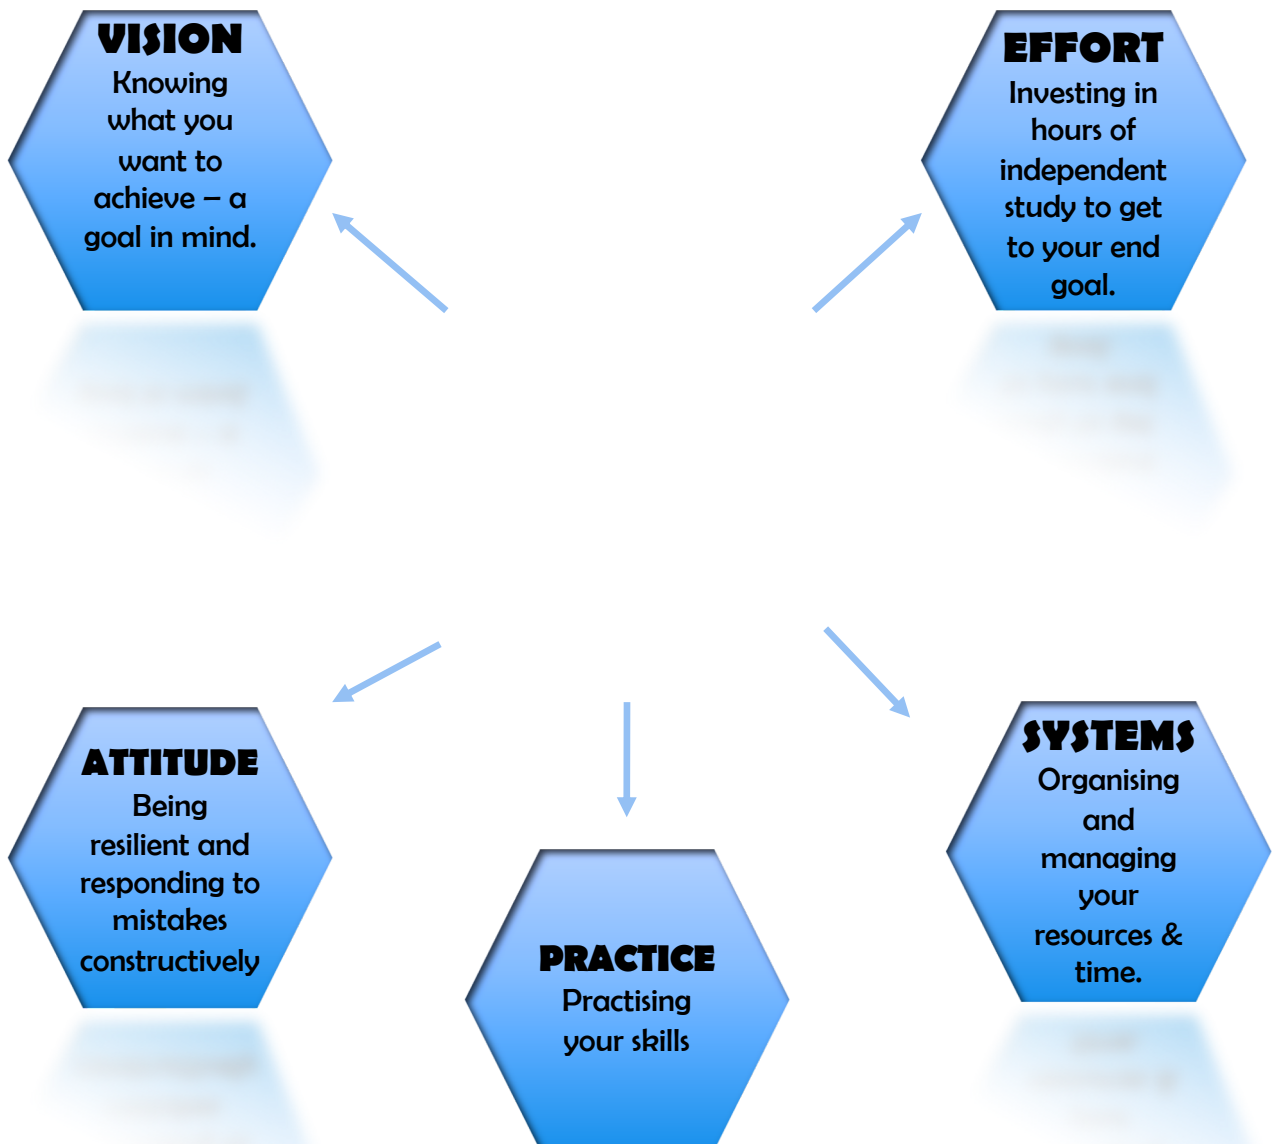 VISION
Knowing
what you
want to
achieve – a
goal in mind.
EFFORT
Investing in
hours of
independent
study to get
to your end
goal.
ATTITUDE
Being
resilient and
responding to
mistakes
constructively
PRACTICE
Practising
your skills
SYSTEMS
Organising
and
managing
your
resources &
time.